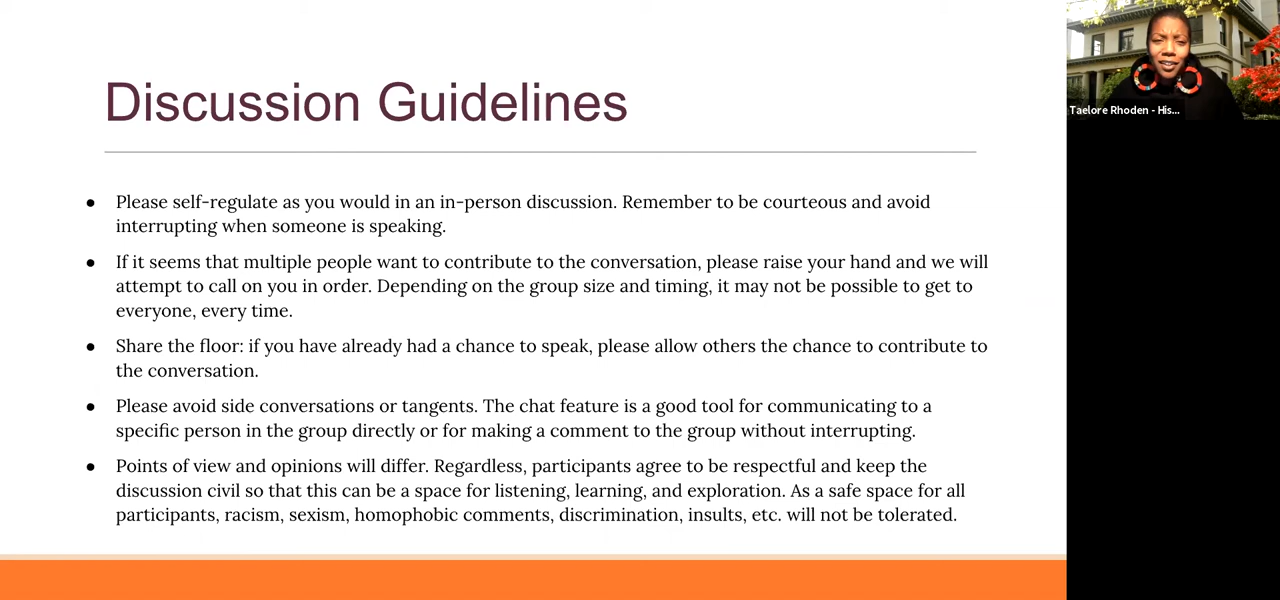 Discussion Guidelines
● Please self-regulate as you would in an in-person discussion. Remember to be courteous and avoid
interrupting when someone is speaking.
● If it seems that multiple people want to contribute to the conversation, please raise your hand and we will
attempt to call on you in order. Depending on the group size and timing, it may not be possible to get to
everyone, every time.
● Share the floor: if you have already had a chance to speak, please allow others the chance to contribute to
the conversation.
● Please avoid side conversations or tangents. The chat feature is a good tool for communicating to a
specific person in the group directly or for making a comment to the group without interrupting.
● Points of view and opinions will differ. Regardless, participants agree to be respectful and keep the
discussion civil so that this can be a space for listening, learning, and exploration. As a safe space for all
participants, racism, sexism, homophobic comments, discrimination, insults, etc. will not be tolerated.
Taelore Rhoden - His...